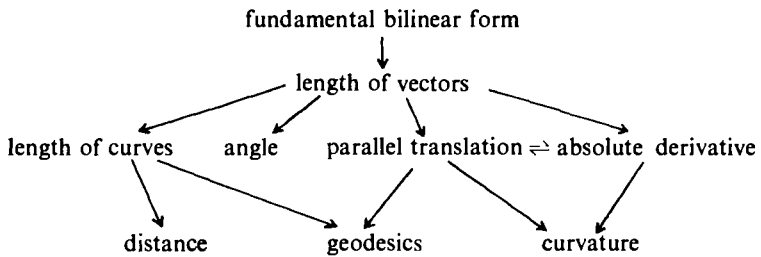 fundamental bilinear form
length of vectors
length of curves angle parallel translation ⇌ absolute derivative
distance geodesics curvature